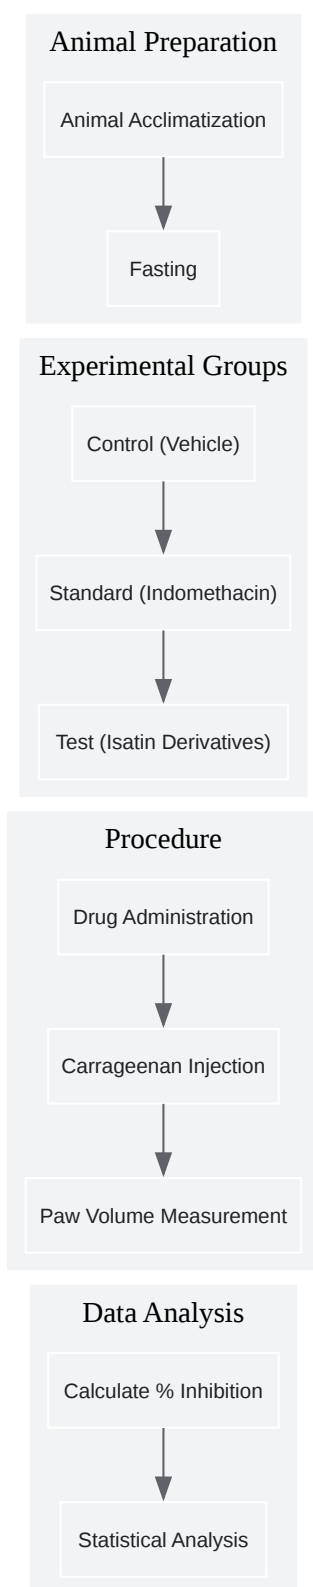 Animal Preparation
Animal Acclimatization
Fasting
Experimental Groups
Control (Vehicle)
Standard (Indomethacin)
Test (Isatin Derivatives)
Procedure
Drug Administration
Carrageenan Injection
Paw Volume Measurement
Data Analysis
Calculate % Inhibition
Statistical Analysis